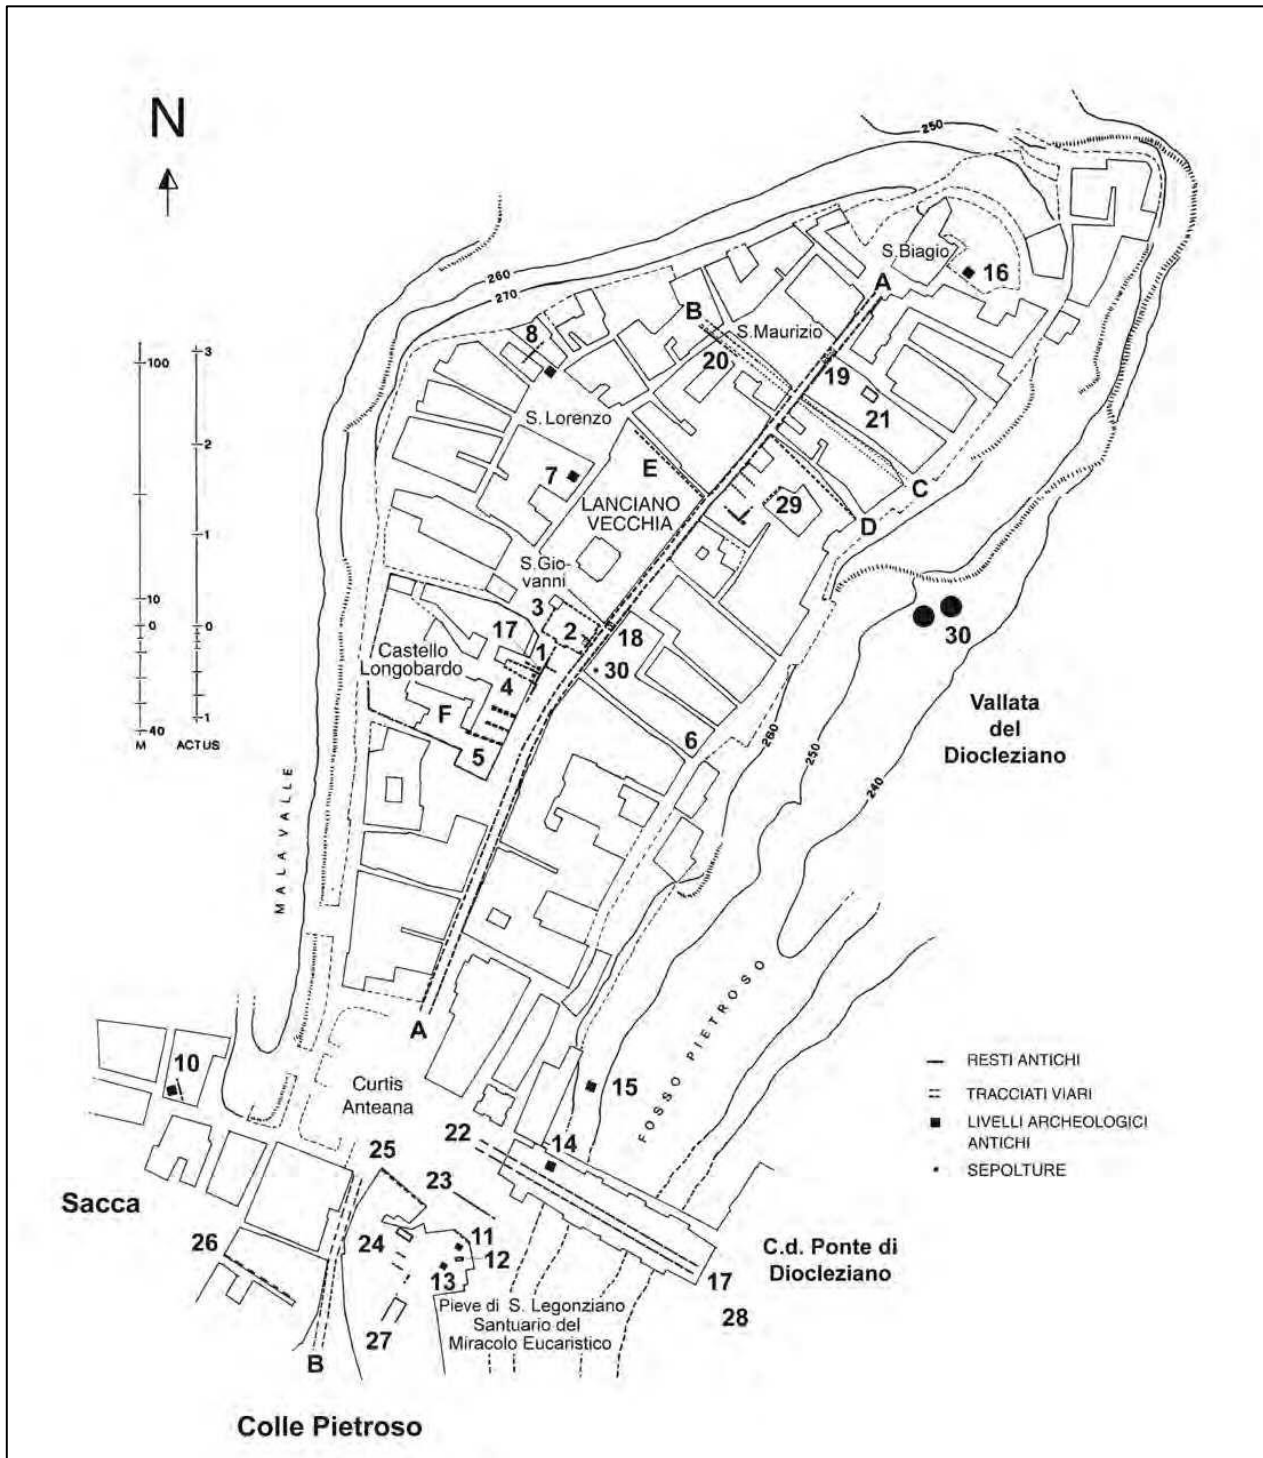 N
250
S.Biagio
16
A
260
270
B
S.Maurizio
8
20
19
21
100
3
S.Lorenzo
2
7
E
C
LANCIANO
VECCHIA
29
D
1
S.Gio-
vanni
3
10
0
0
17
2
18
30
1
30
Castello
Longobardo
4
F
Vallata
del
Diocleziano
1
40
M
ACTUS
5
6
260
250
240
MALA VALLE
FOSSO PIETROSO
A
10
Curtis
Anteana
15
RESTI ANTICHI
TRACCIATI VIARI
LIVELLI ARCHEOLOGICI
ANTICHI
SEPOLTURE
22
14
25
23
Sacca
26
24
11
12
13
C.d. Ponte di
Diocleziano
17
28
Pieve di S. Legonziano
Santuario del
Miracolo Eucaristico
27
B
Colle Pietroso